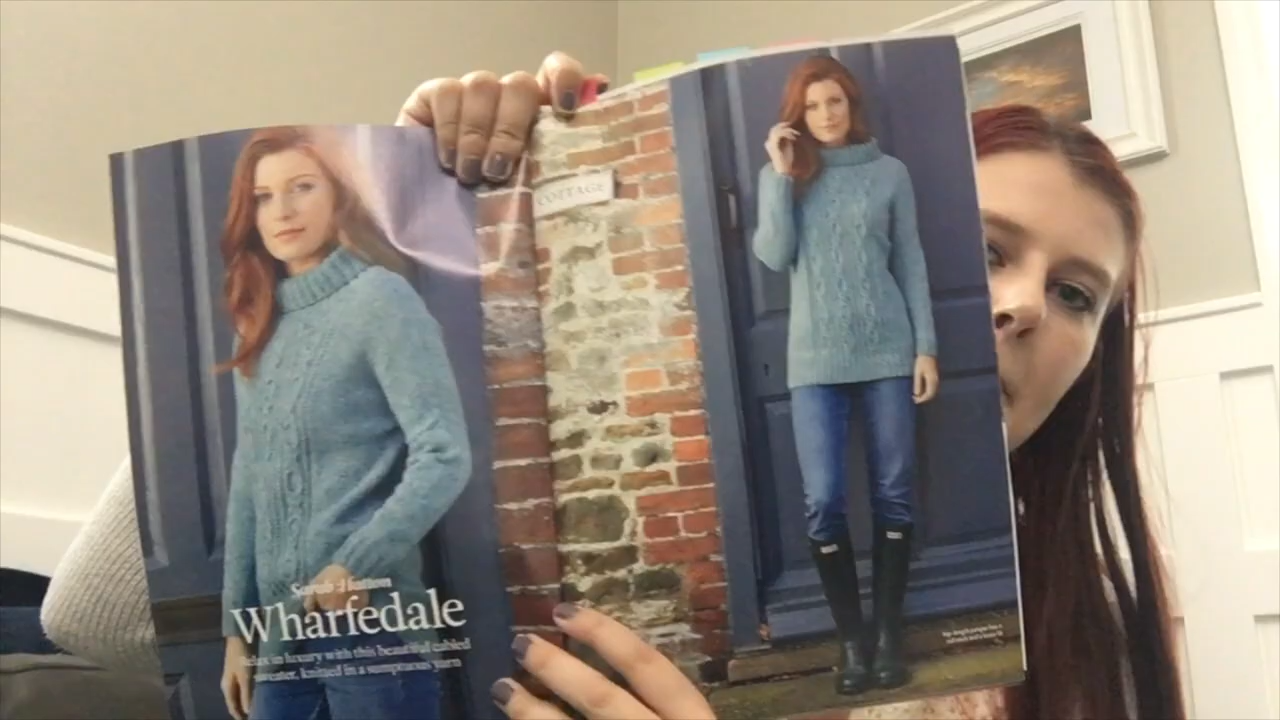 COTTAGE
Sarah Hatton
Wharfedale
Relax in luxury with this beautiful cabled
sweater, knitted in a sumptuous yarn